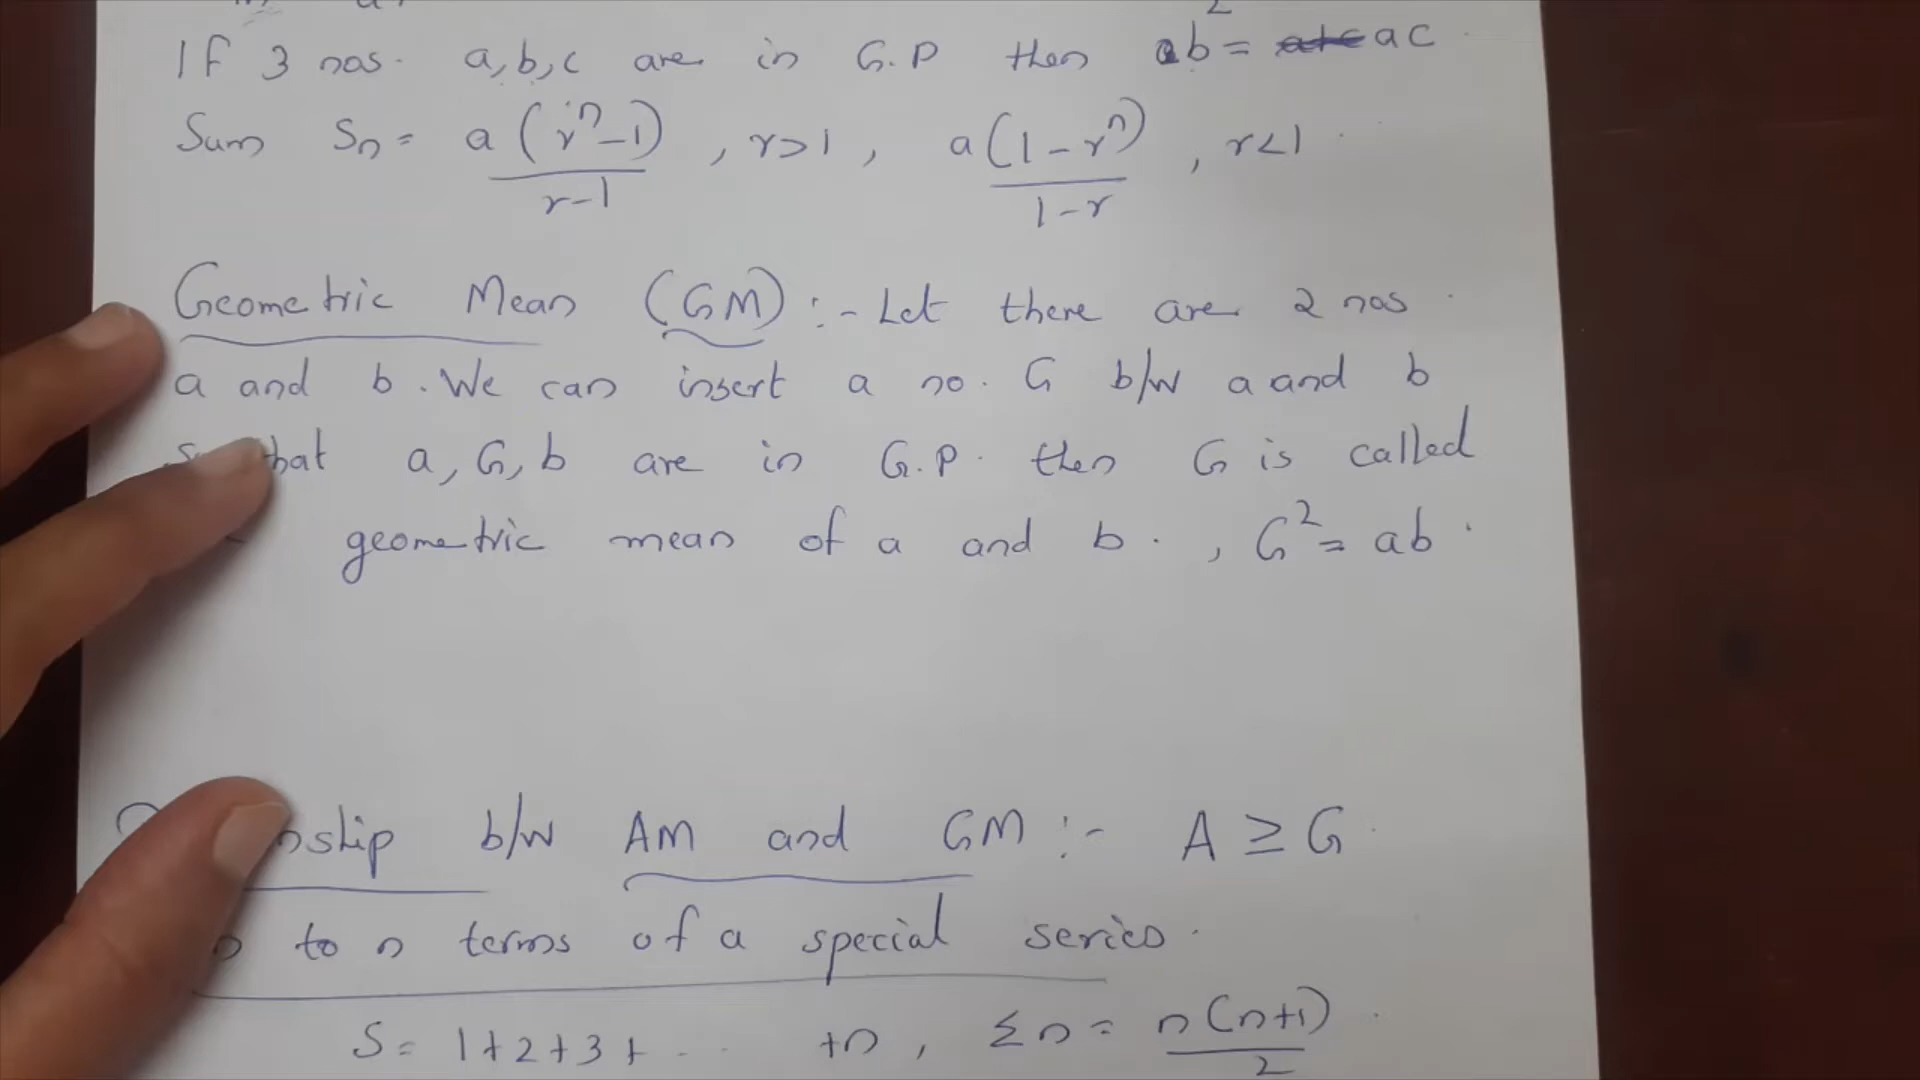 If 3 nos. a,b,c are in G.P then b² = ac
Sum Sn = a(rⁿ-1)/(r-1), r>1, a(1-rⁿ)/(1-r), r<1
Geometric Mean (GM) :- Let there are 2 nos.
a and b. We can insert a no. G b/w a and b
that a, G, b are in G.P. then G is called
geometric mean of a and b. , G² = ab.
b/w AM and GM :- A ≥ G.
to n terms of a special series.
S = 1+2+3+ ... +n, Σn = n(n+1)/2